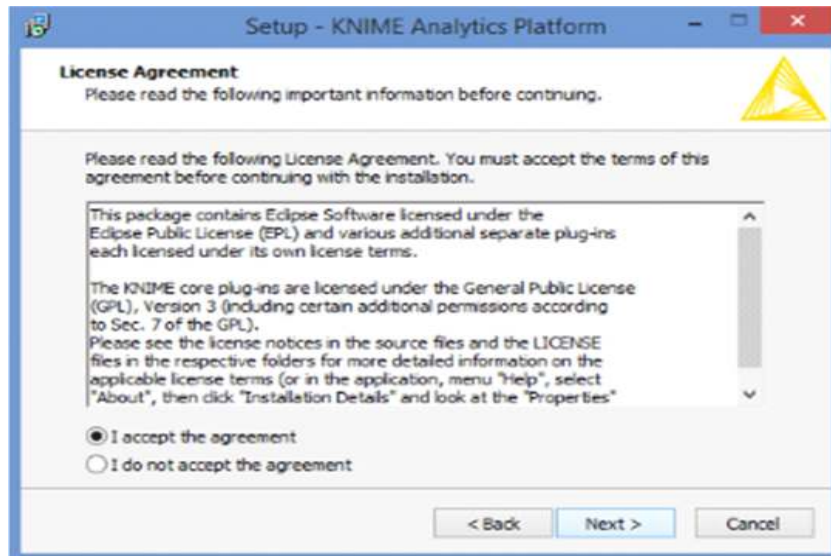 Setup - KNIME Analytics Platform
License Agreement
Please read the following important information before continuing.
Please read the following License Agreement. You must accept the terms of this
agreement before continuing with the installation.
This package contains Eclipse Software licensed under the
Eclipse Public License (EPL) and various additional separate plug-ins
each licensed under its own license terms.
The KNIME core plug-ins are licensed under the General Public License
(GPL), Version 3 (including certain additional permissions according
to Sec. 7 of the GPL).
Please see the license notices in the source files and the LICENSE
files in the respective folders for more detailed information on the
applicable license terms (or in the application, menu "Help", select
"About", then click "Installation Details" and look at the "Properties"
I accept the agreement
I do not accept the agreement
< Back
Next >
Cancel